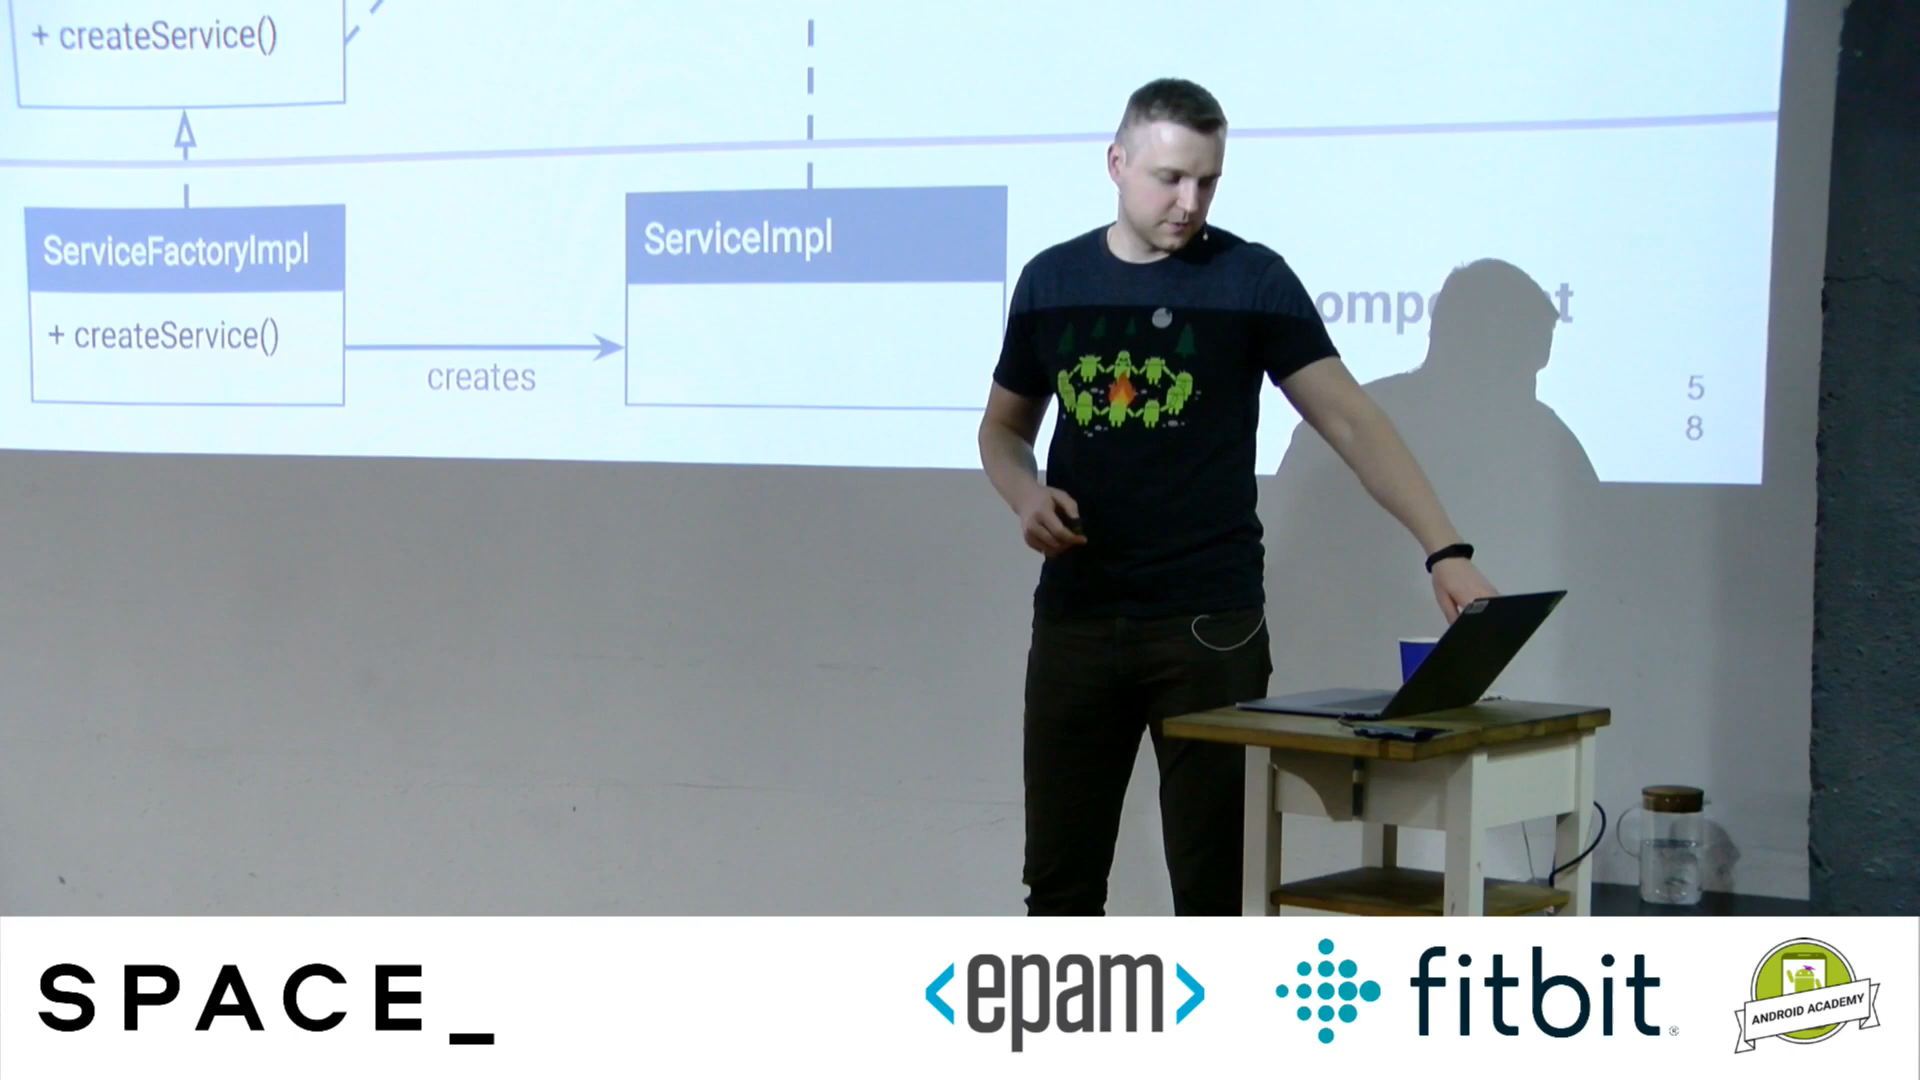 + createService()
ServiceFactoryImpl
ServiceImpl
+ createService()
creates
5
8
SPACE_
<epam>
fitbit
ANDROID ACADEMY